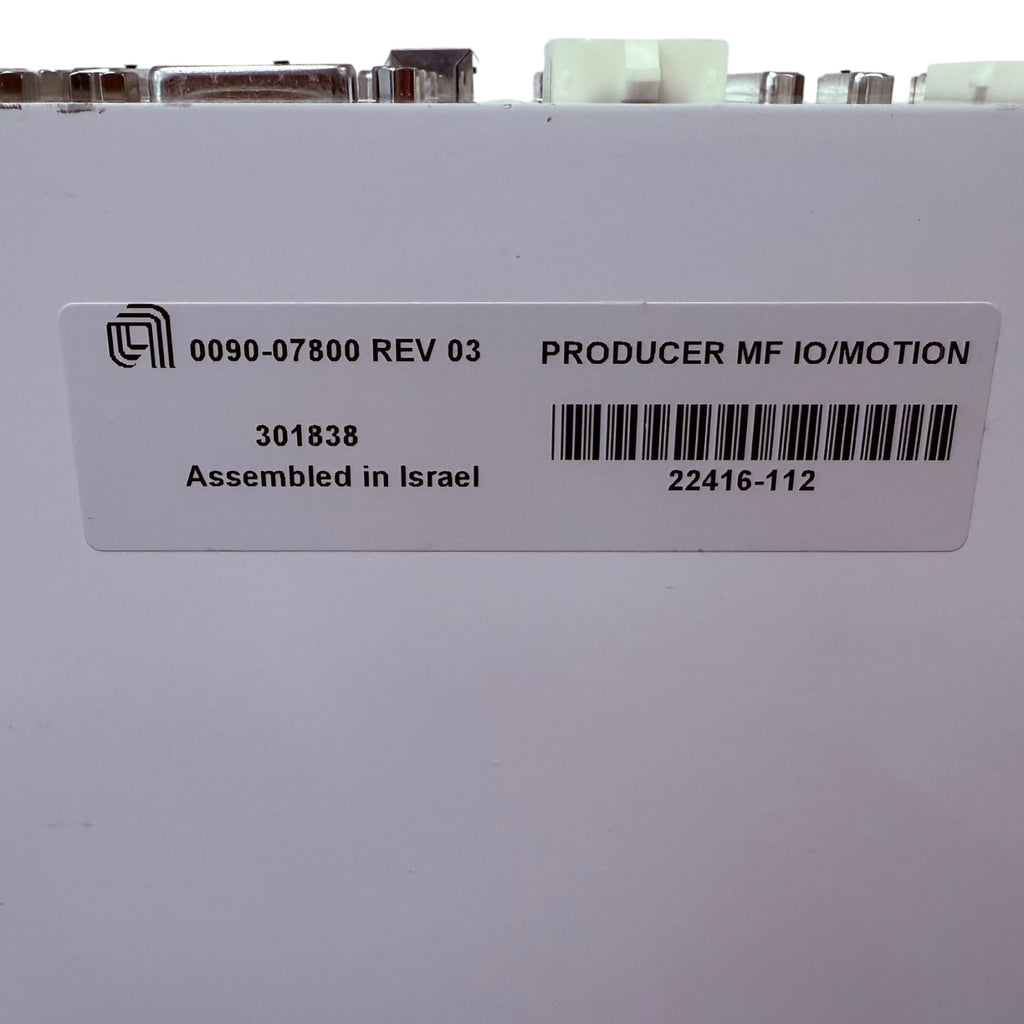 0090-07800 REV 03
PRODUCER MF IO/MOTION
301838
Assembled in Israel
22416-112